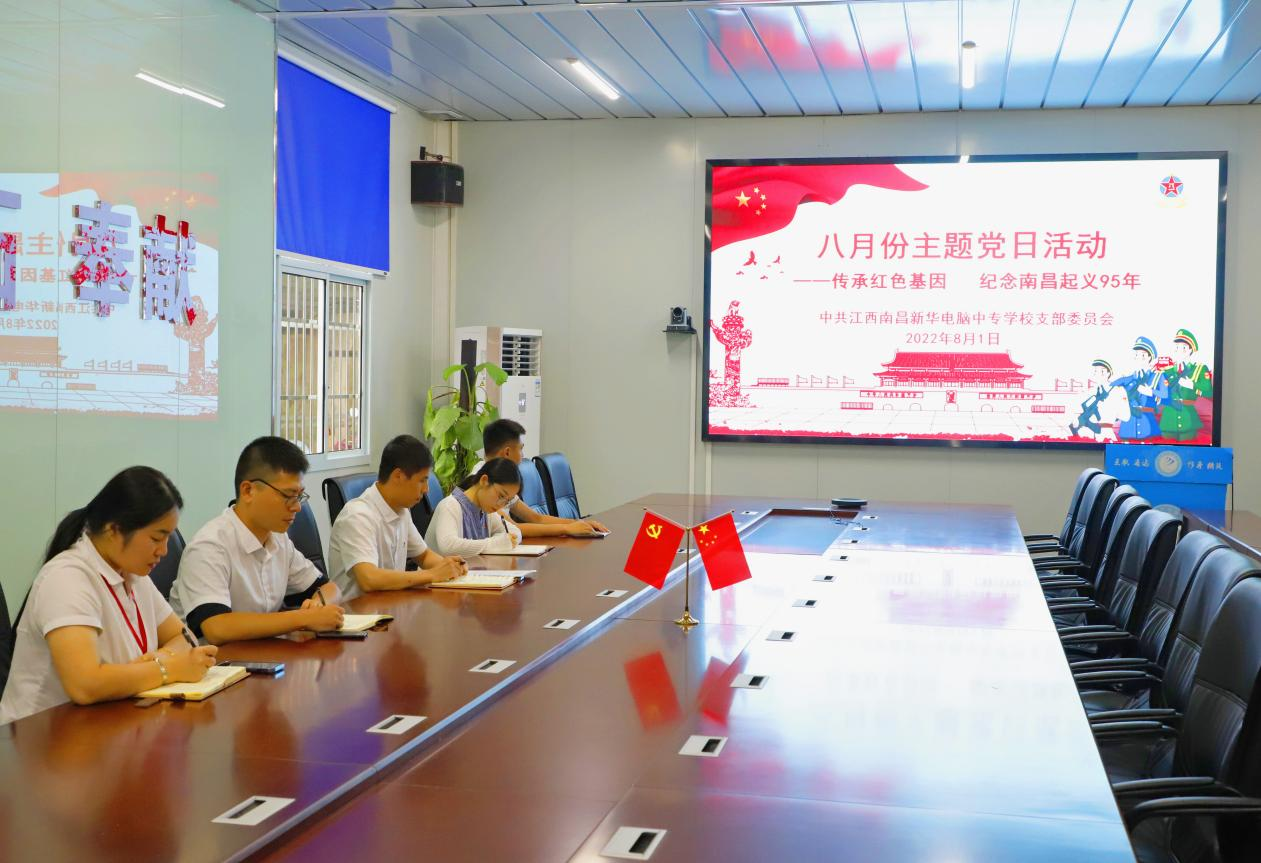 八月份主题党日活动
——传承红色基因 纪念南昌起义95年
中共江西南昌新华电脑中专学校支部委员会
2022年8月1日
奉献